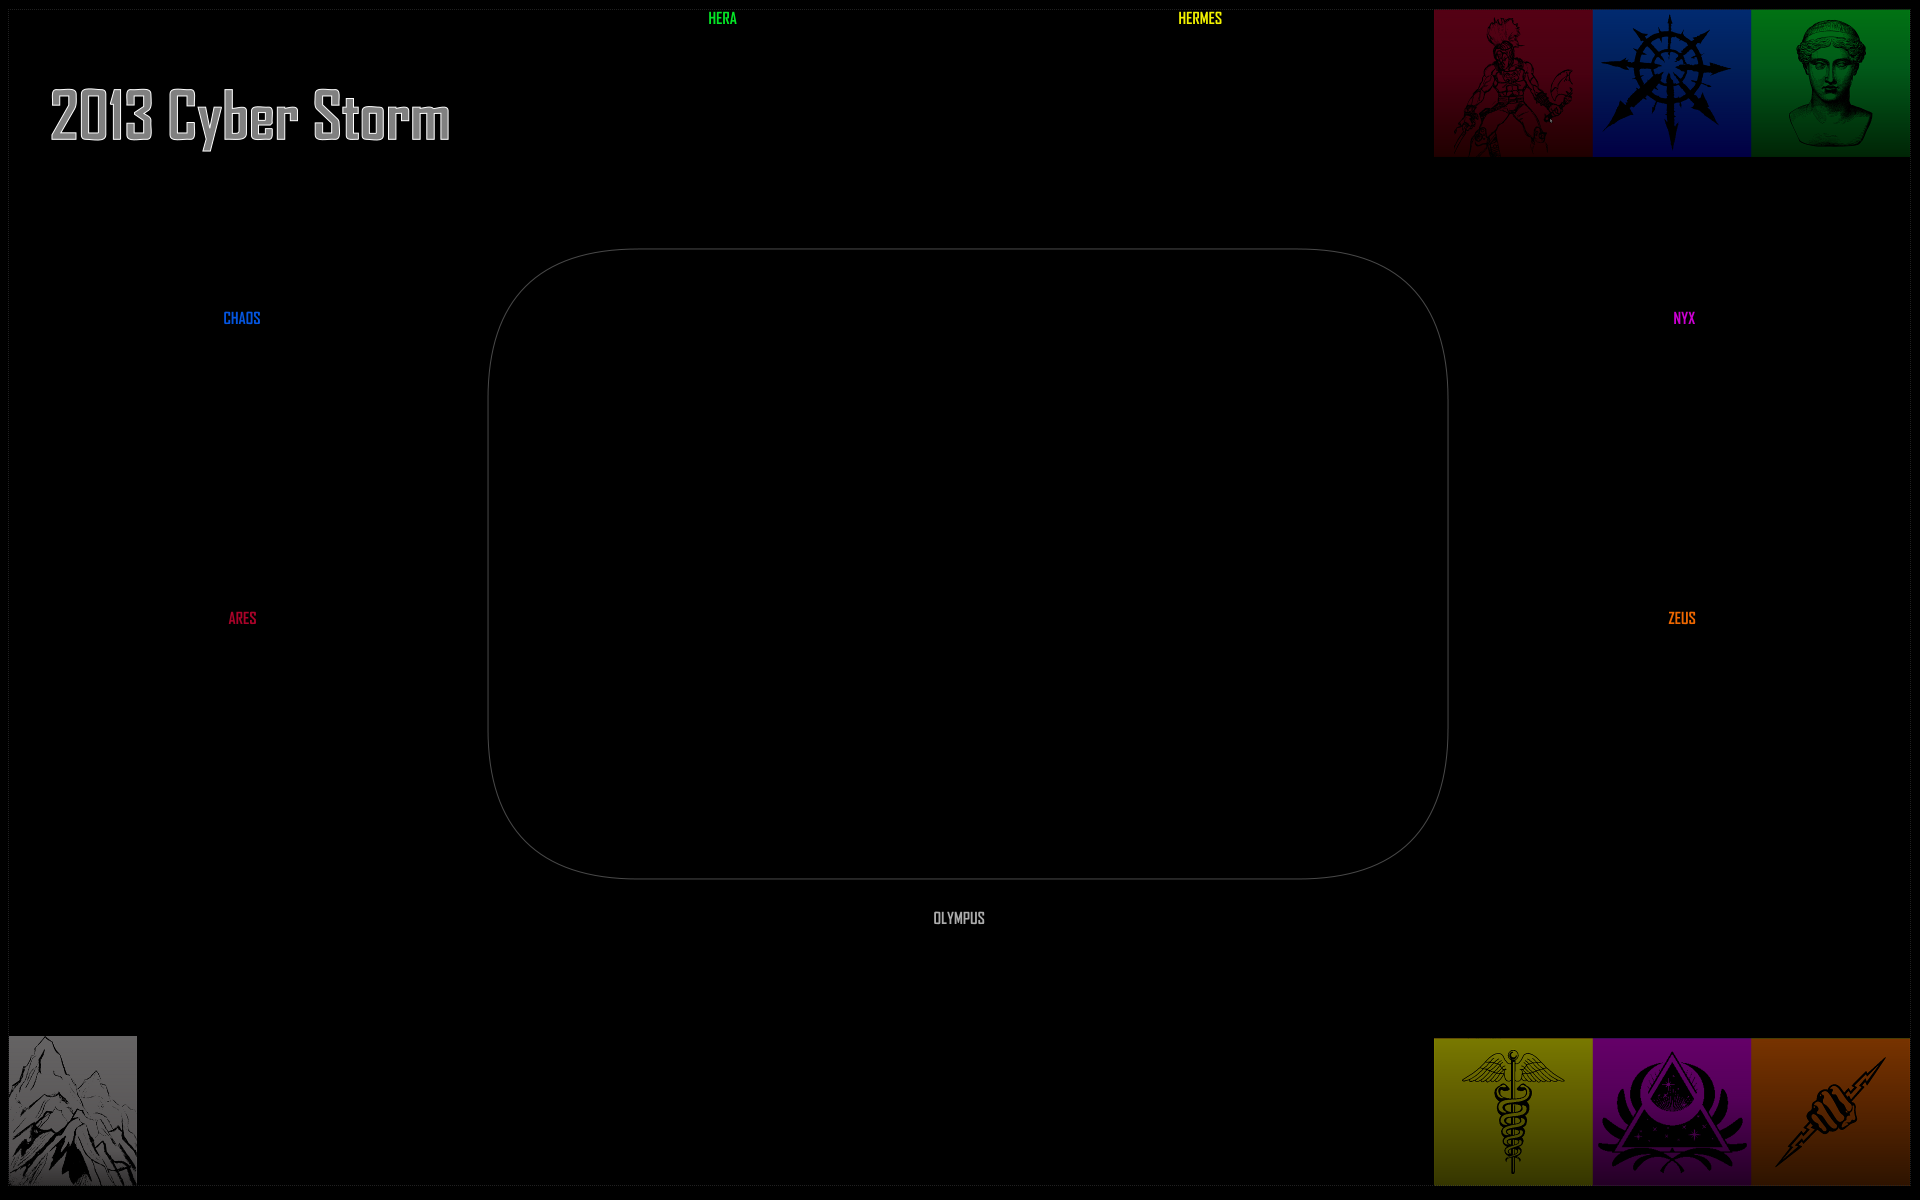 HERA
HERMES
2013 Cyber Storm
CHAOS
NYX
ARES
ZEUS
OLYMPUS